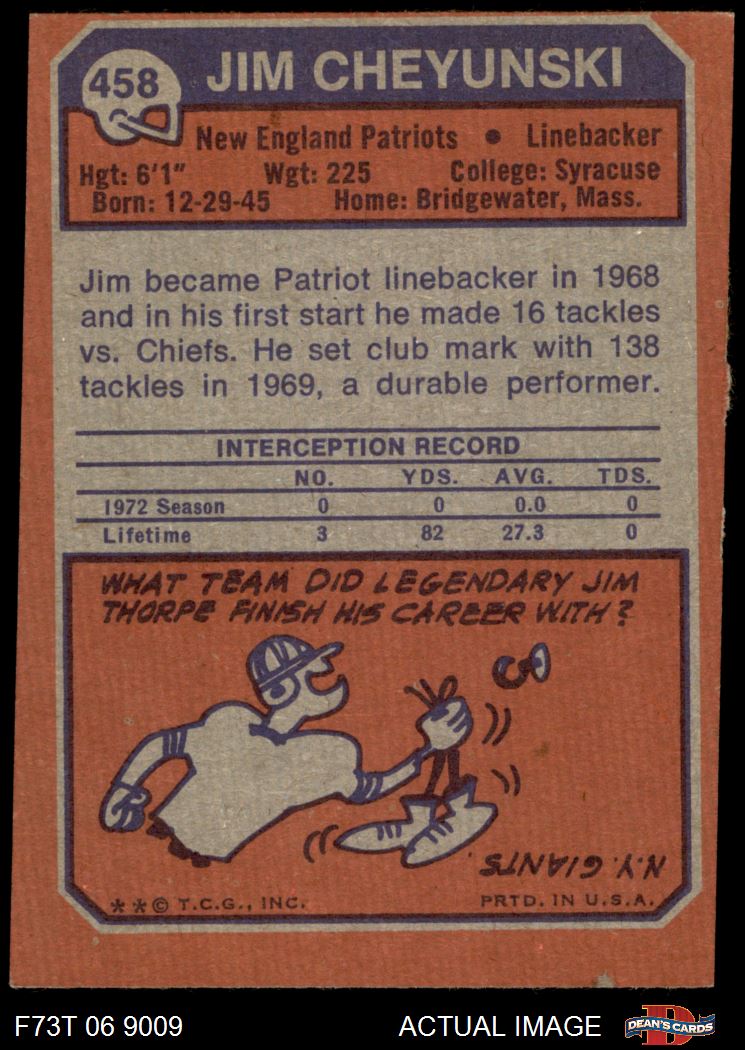 458
JIM CHEYUNSKI
New England Patriots • Linebacker
Hgt: 6'1" Wgt: 225 College: Syracuse
Born: 12-29-45 Home: Bridgewater, Mass.
Jim became Patriot linebacker in 1968
and in his first start he made 16 tackles
vs. Chiefs. He set club mark with 138
tackles in 1969, a durable performer.
INTERCEPTION RECORD
NO. YDS. AVG. TDS.
1972 Season 0 0 0.0 0
Lifetime 3 82 27.3 0
WHAT TEAM DID LEGENDARY JIM
THORPE FINISH HIS CAREER WITH?
N.Y. GIANTS.
* * © T.C.G., INC. PRTD. IN U.S.A.
F73T 06 9009 ACTUAL IMAGE
D
DEAN'S CARDS